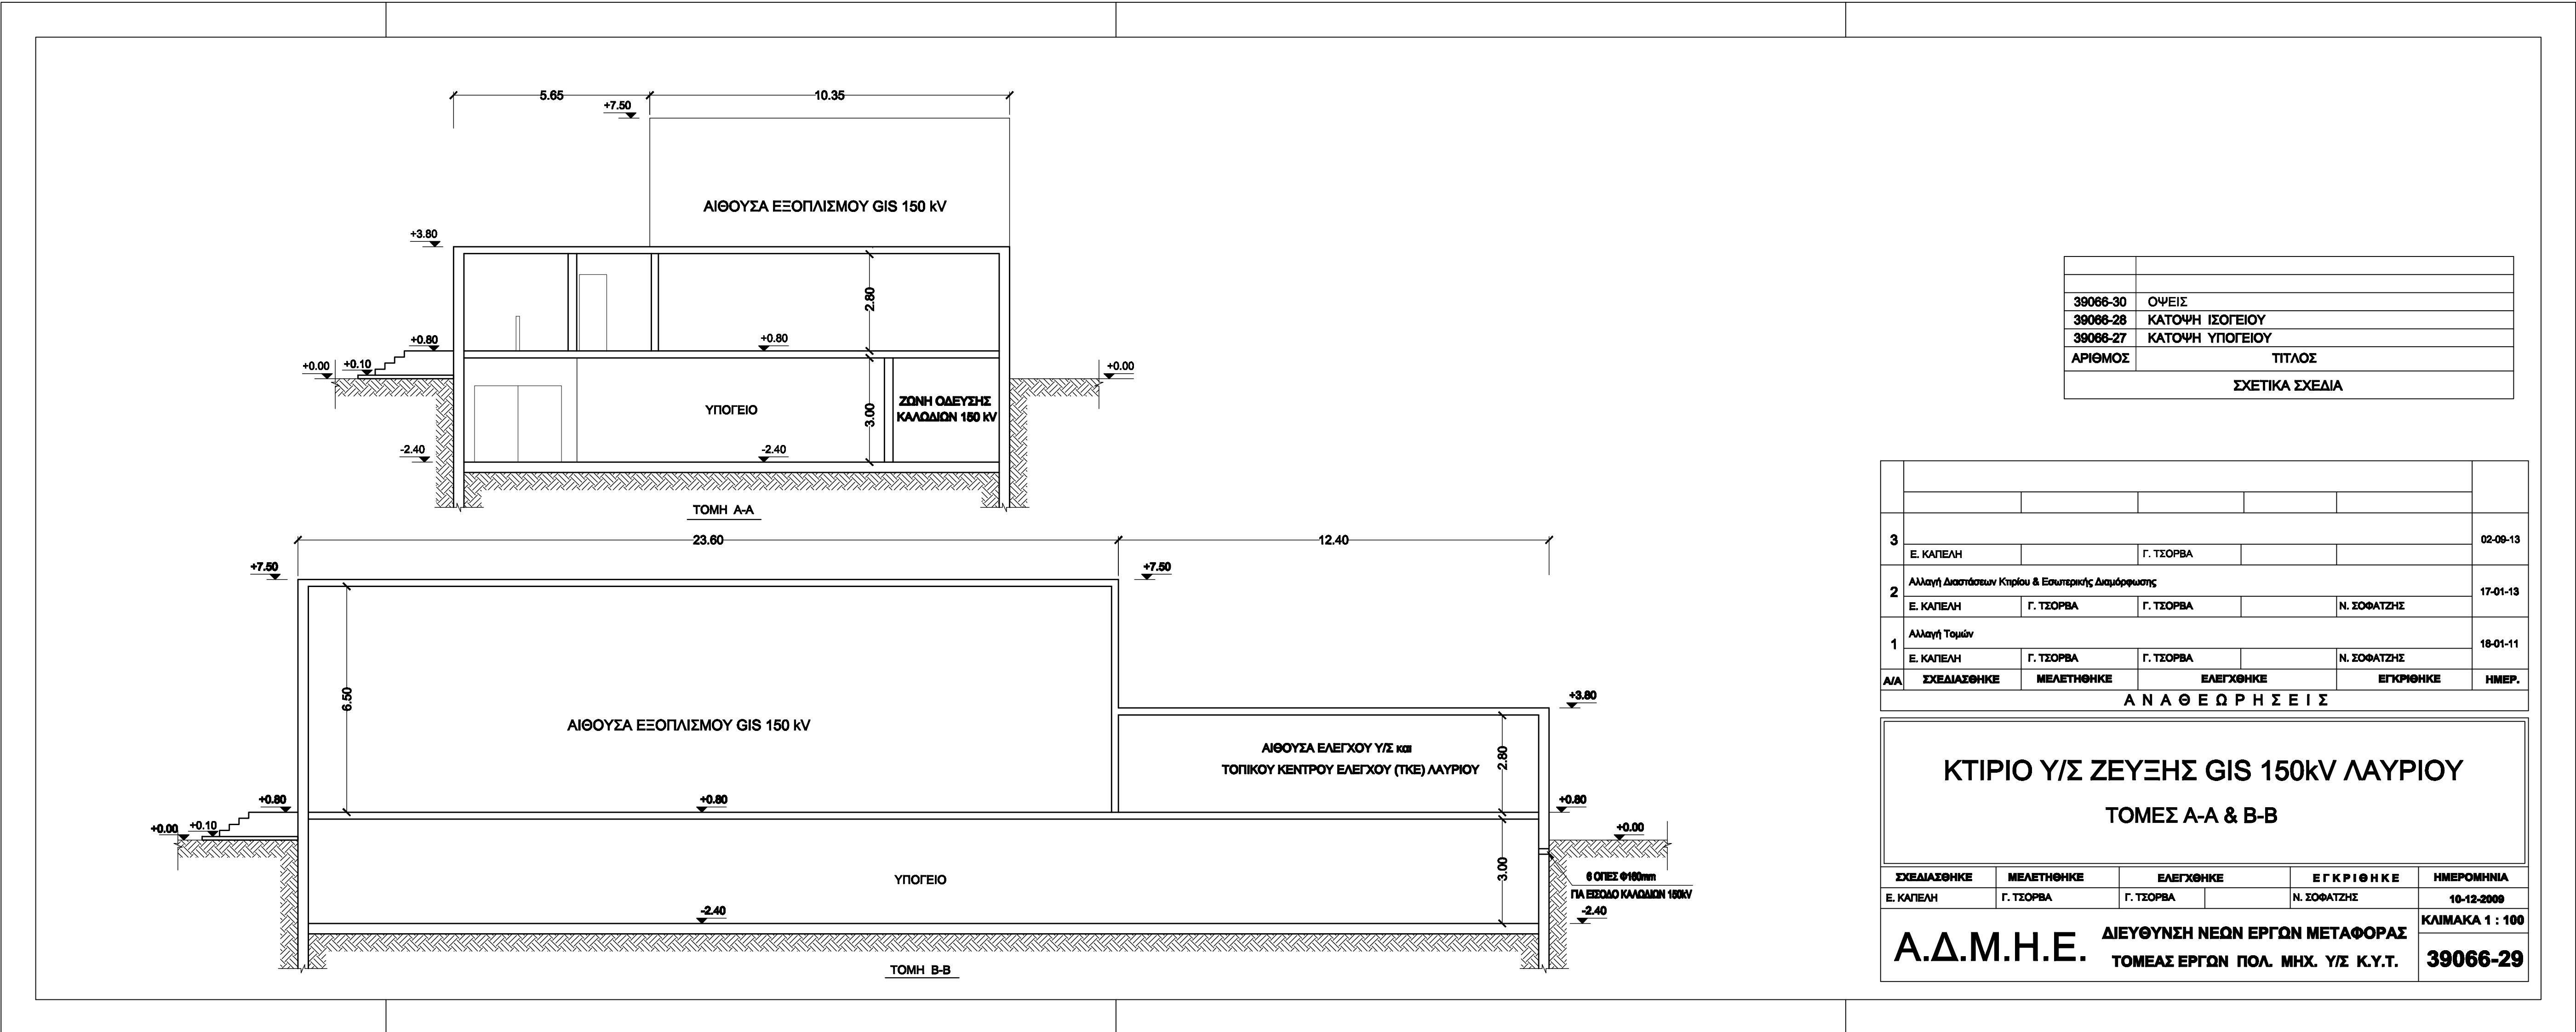 5.65
10.35
+7.50
ΑΙΘΟΥΣΑ ΕΞΟΠΛΙΣΜΟΥ GIS 150 kV
+3.80
2.80
+0.80
+0.80
+0.00
+0.10
+0.00
ΥΠΟΓΕΙΟ
3.00
ΖΩΝΗ ΟΔΕΥΣΗΣ
ΚΑΛΩΔΙΩΝ 150 kV
-2.40
-2.40
ΤΟΜΗ Α-Α
23.60
12.40
+7.50
+7.50
6.50
ΑΙΘΟΥΣΑ ΕΞΟΠΛΙΣΜΟΥ GIS 150 kV
+3.80
ΑΙΘΟΥΣΑ ΕΛΕΓΧΟΥ Υ/Σ και
ΤΟΠΙΚΟΥ ΚΕΝΤΡΟΥ ΕΛΕΓΧΟΥ (ΤΚΕ) ΛΑΥΡΙΟΥ
2.80
+0.80
+0.80
+0.80
+0.00
+0.10
+0.00
ΥΠΟΓΕΙΟ
3.00
6 ΟΠΕΣ Φ160mm
ΓΙΑ ΕΙΣΟΔΟ ΚΑΛΩΔΙΩΝ 150kV
-2.40
-2.40
ΤΟΜΗ Β-Β
39066-30 ΟΨΕΙΣ
39066-28 ΚΑΤΟΨΗ ΙΣΟΓΕΙΟΥ
39066-27 ΚΑΤΟΨΗ ΥΠΟΓΕΙΟΥ
ΑΡΙΘΜΟΣ ΤΙΤΛΟΣ
ΣΧΕΤΙΚΑ ΣΧΕΔΙΑ
3 02-09-13
Ε. ΚΑΠΕΛΗ Γ. ΤΣΟΡΒΑ
2 Αλλαγή Διαστάσεων Κτιρίου & Εσωτερικής Διαμόρφωσης 17-01-13
Ε. ΚΑΠΕΛΗ Γ. ΤΣΟΡΒΑ Γ. ΤΣΟΡΒΑ Ν. ΣΟΦΑΤΖΗΣ
1 Αλλαγή Τομών 18-01-11
Ε. ΚΑΠΕΛΗ Γ. ΤΣΟΡΒΑ Γ. ΤΣΟΡΒΑ Ν. ΣΟΦΑΤΖΗΣ
Α/Α ΣΧΕΔΙΑΣΘΗΚΕ ΜΕΛΕΤΗΘΗΚΕ ΕΛΕΓΧΘΗΚΕ ΕΓΚΡΙΘΗΚΕ ΗΜΕΡ.
Α Ν Α Θ Ε Ω Ρ Η Σ Ε Ι Σ
ΚΤΙΡΙΟ Υ/Σ ΖΕΥΞΗΣ GIS 150kV ΛΑΥΡΙΟΥ
ΤΟΜΕΣ Α-Α & Β-Β
ΣΧΕΔΙΑΣΘΗΚΕ ΜΕΛΕΤΗΘΗΚΕ ΕΛΕΓΧΘΗΚΕ Ε Γ Κ Ρ Ι Θ Η Κ Ε ΗΜΕΡΟΜΗΝΙΑ
Ε. ΚΑΠΕΛΗ Γ. ΤΣΟΡΒΑ Γ. ΤΣΟΡΒΑ Ν. ΣΟΦΑΤΖΗΣ 10-12-2009
ΚΛΙΜΑΚΑ 1 : 100
Α.Δ.Μ.Η.Ε. ΔΙΕΥΘΥΝΣΗ ΝΕΩΝ ΕΡΓΩΝ ΜΕΤΑΦΟΡΑΣ
ΤΟΜΕΑΣ ΕΡΓΩΝ ΠΟΛ. ΜΗΧ. Υ/Σ Κ.Υ.Τ.
39066-29